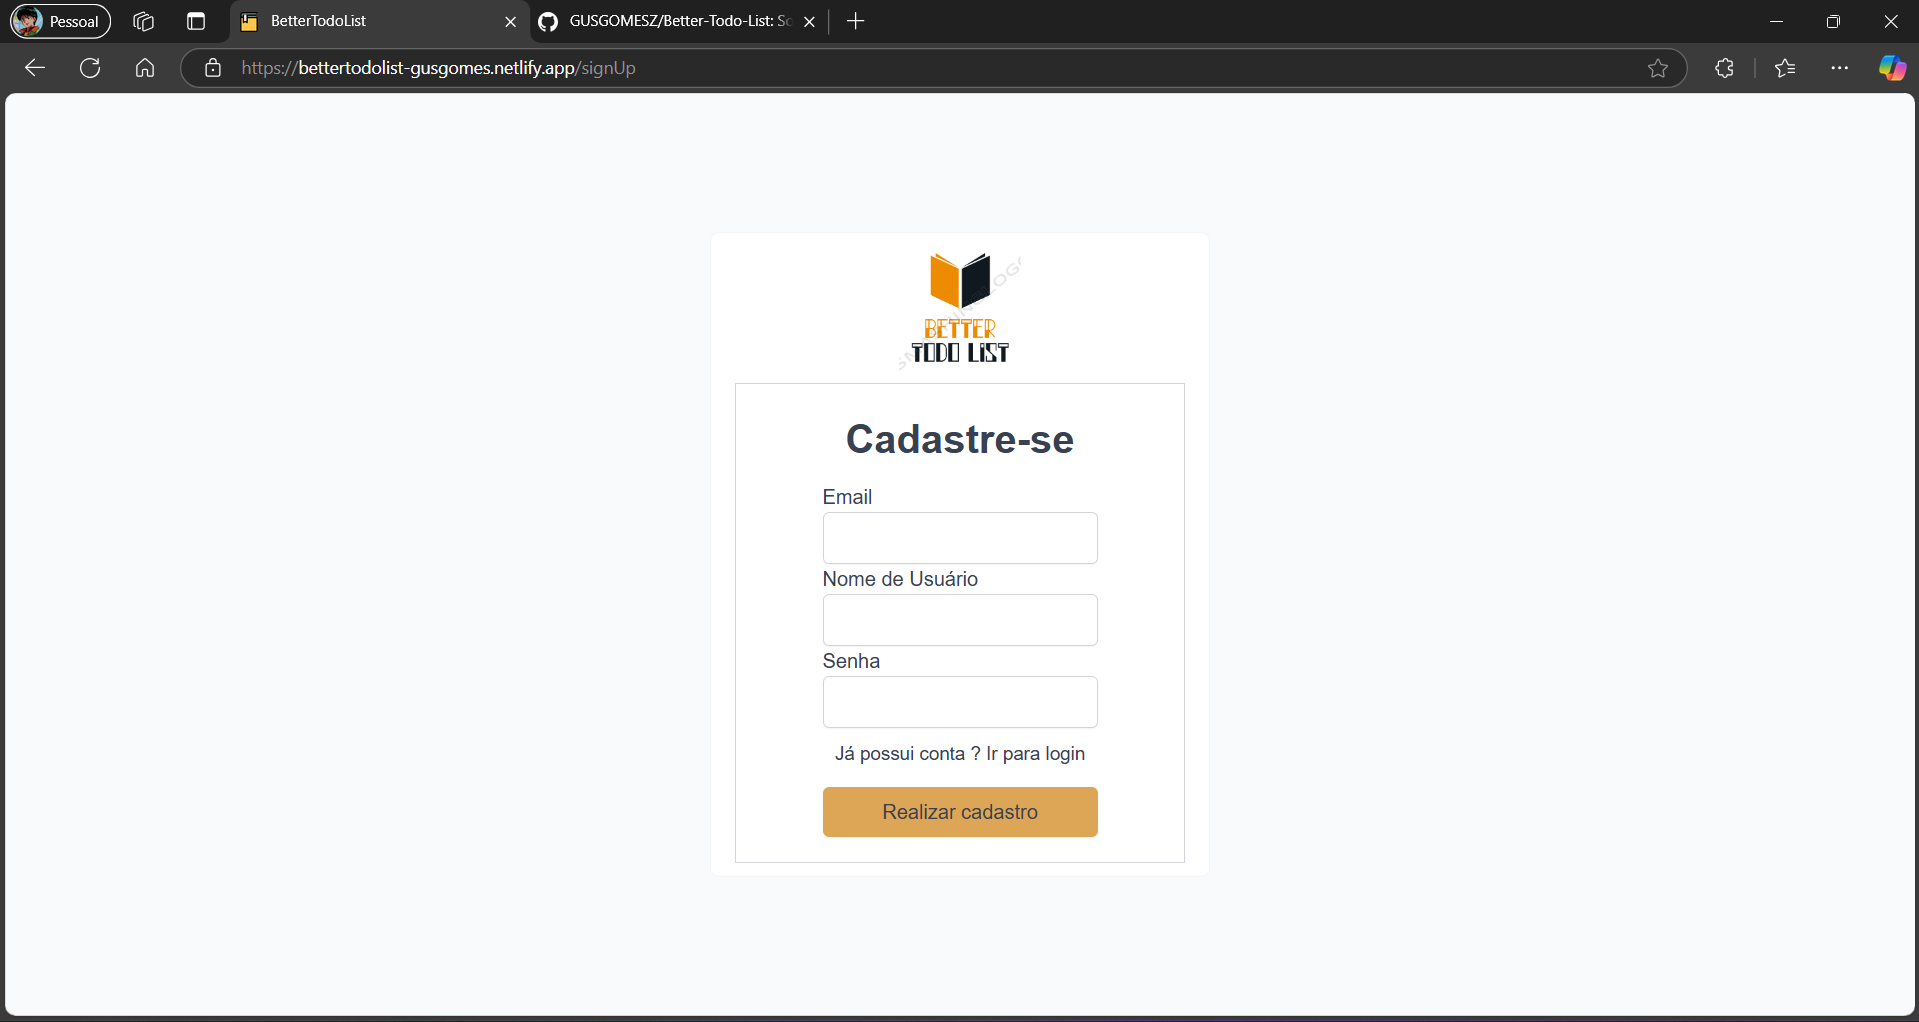 Pessoal
BetterTodoList
GUSGOMESZ/Better-Todo-List: So
https://bettertodolist-gusgomes.netlify.app/signUp
BETTER
TODO LIST
Cadastre-se
Email
Nome de Usuário
Senha
Já possui conta ? Ir para login
Realizar cadastro